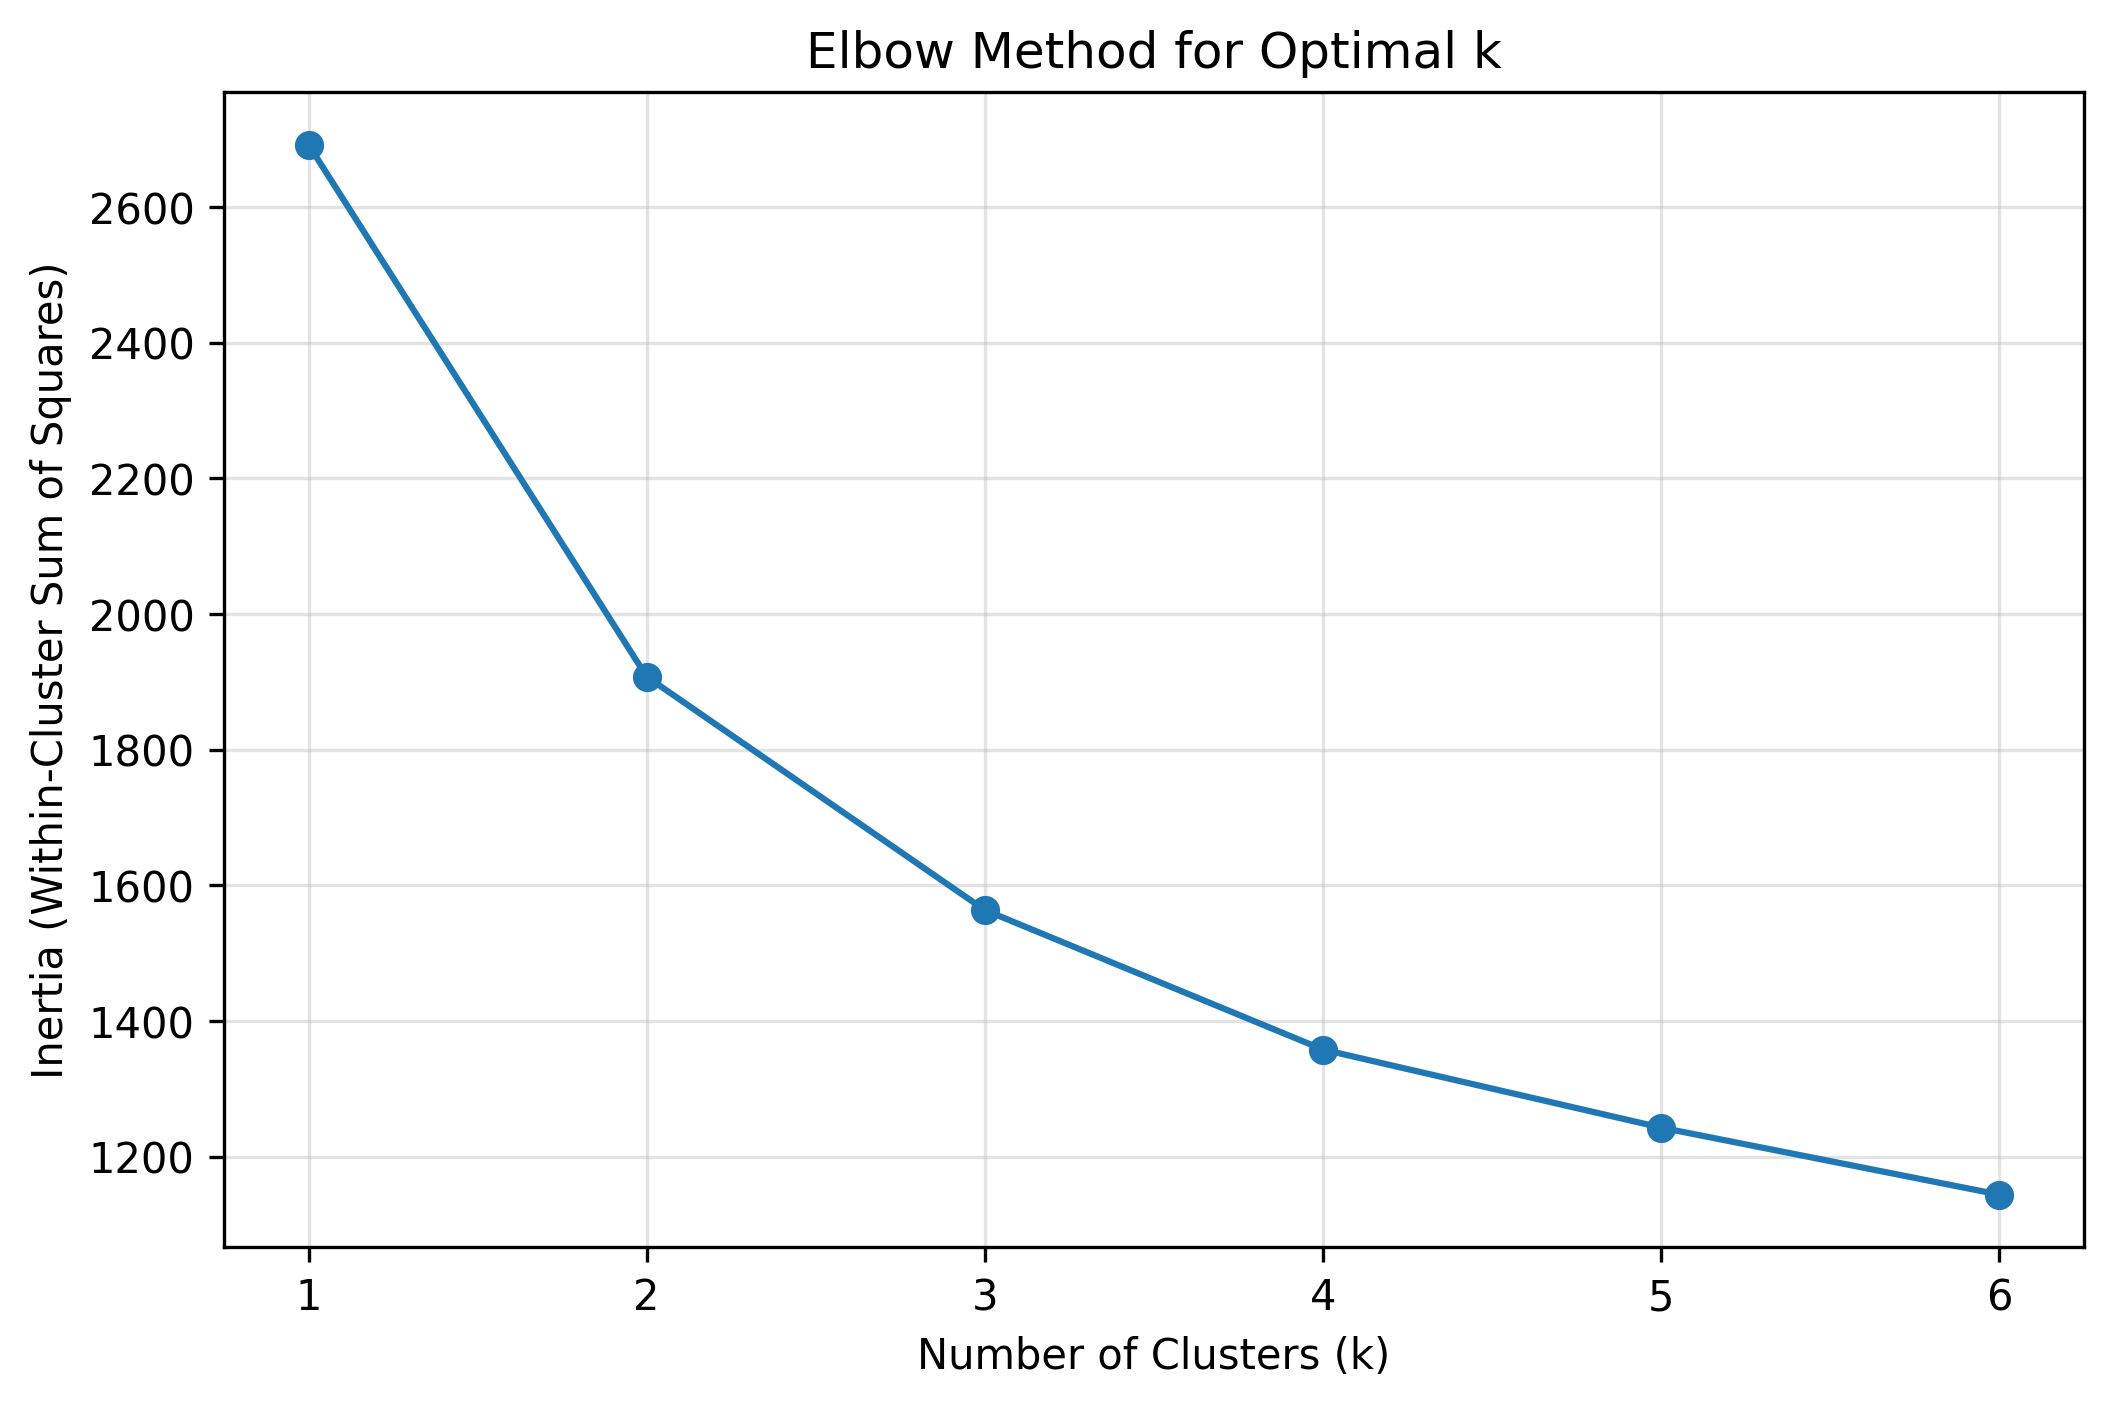 Elbow Method for Optimal k
Inertia (Within-Cluster Sum of Squares)
2600
2400
2200
2000
1800
1600
1400
1200
1 2 3 4 5 6
Number of Clusters (k)